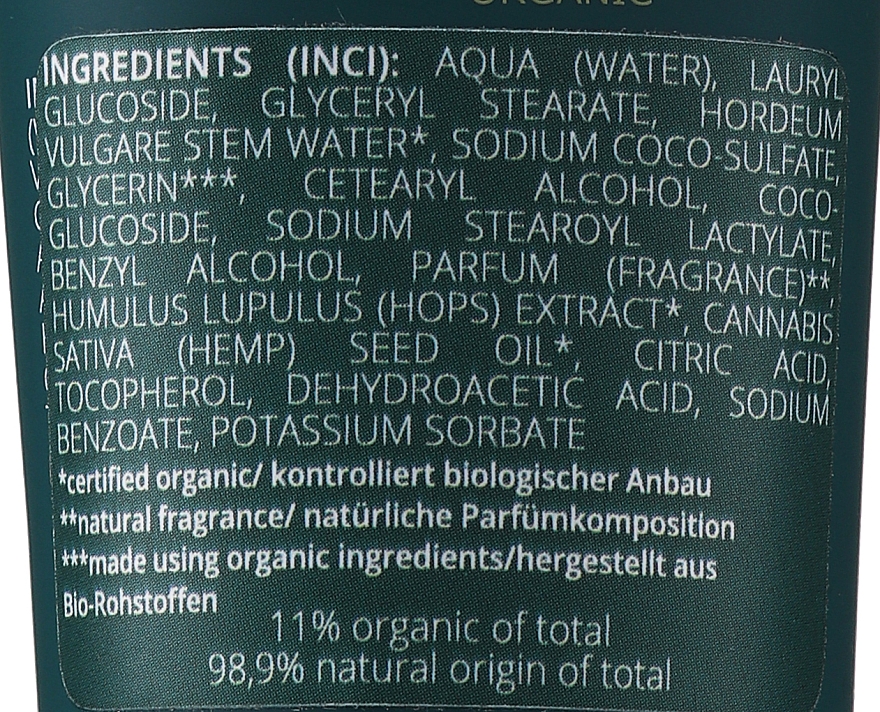 ORGANIC
INGREDIENTS (INCI): AQUA (WATER), LAURYL
GLUCOSIDE, GLYCERYL STEARATE, HORDEUM
VULGARE STEM WATER*, SODIUM COCO-SULFATE,
GLYCERIN***, CETEARYL ALCOHOL, COCO-
GLUCOSIDE, SODIUM STEAROYL LACTYLATE,
BENZYL ALCOHOL, PARFUM (FRAGRANCE)**,
HUMULUS LUPULUS (HOPS) EXTRACT*, CANNABIS
SATIVA (HEMP) SEED OIL*, CITRIC ACID,
TOCOPHEROL, DEHYDROACETIC ACID, SODIUM
BENZOATE, POTASSIUM SORBATE
*certified organic/ kontrolliert biologischer Anbau
**natural fragrance/ natürliche Parfümkomposition
***made using organic ingredients/hergestellt aus
Bio-Rohstoffen
11% organic of total
98,9% natural origin of total